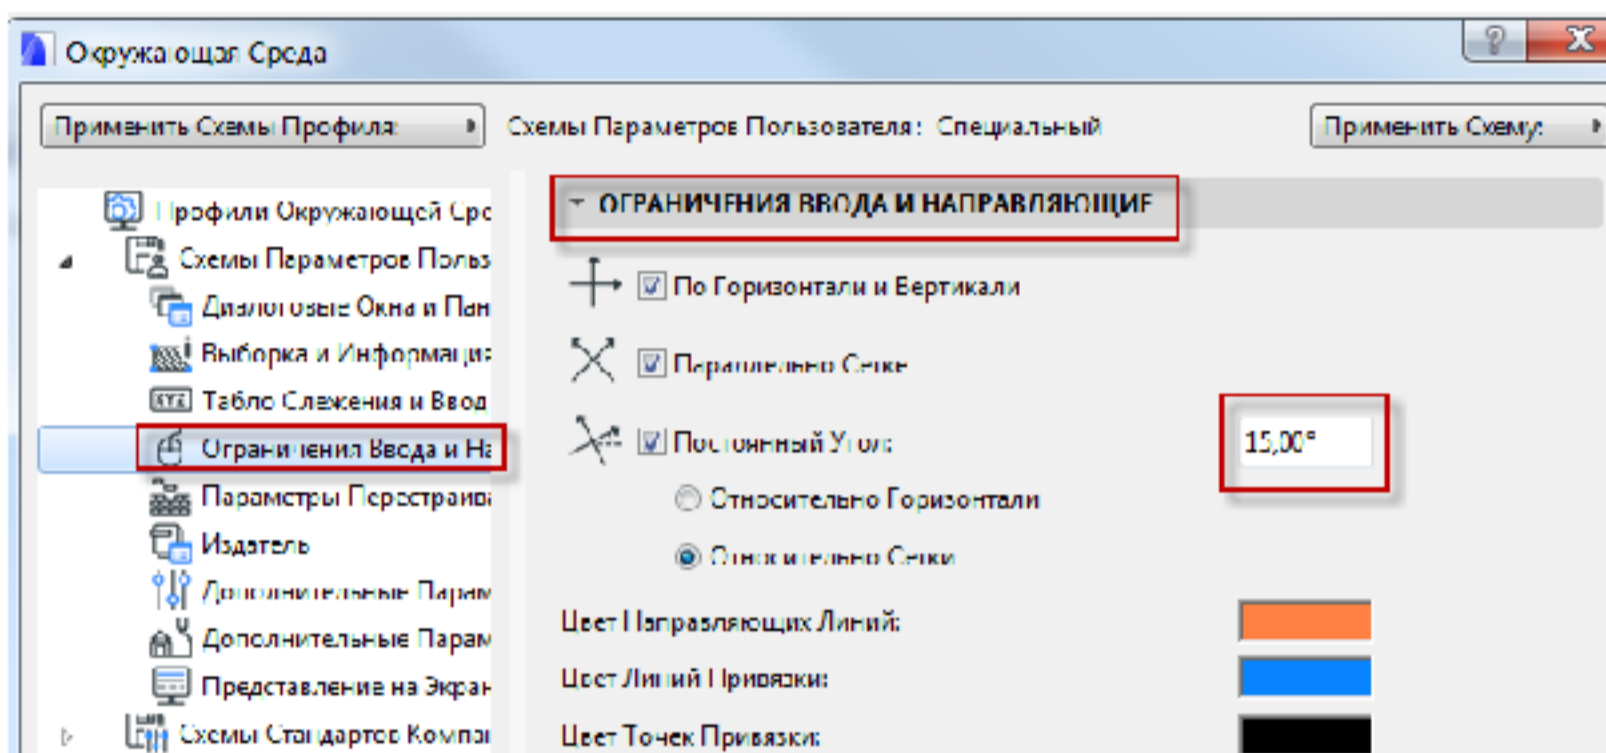 Окружающая Среда
Применить Схемы Профиля:
Схемы Параметров Пользователя: Специальный
Применить Схему:
Профили Окружающей Сре
Схемы Параметров Польз
Диалоговые Окна и Пан
Выборка и Информация
Табло Слежения и Ввод
Ограничения Ввода и На
Параметры Перестраива
Издатель
Дополнительные Парам
Дополнительные Парам
Представление на Экран
Схемы Стандартов Компан
ОГРАНИЧЕНИЯ ВВОДА И НАПРАВЛЯЮЩИЕ
По Горизонтали и Вертикали
Параллельно Сетке
Постоянный Угол:
15,00°
Относительно Горизонтали
Относительно Сетки
Цвет Направляющих Линий:
Цвет Линий Привязки:
Цвет Точек Привязки: